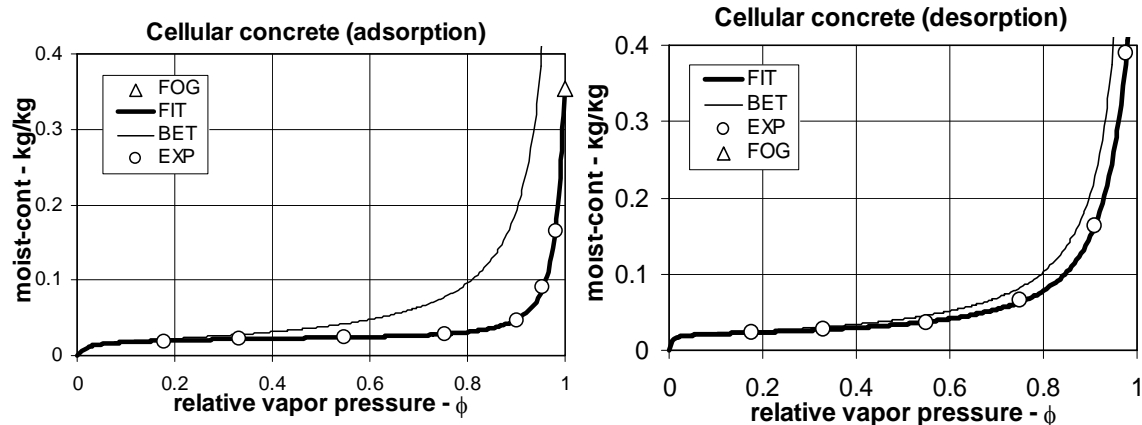 Cellular concrete (adsorption)
0.4
0.3
0.2
0.1
0
0
0.2
0.4
0.6
0.8
1
moist-cont - kg/kg
relative vapor pressure - ϕ
FOG
FIT
BET
EXP
Cellular concrete (desorption)
0.4
0.3
0.2
0.1
0
0
0.2
0.4
0.6
0.8
1
moist-cont - kg/kg
relative vapor pressure - ϕ
FIT
BET
EXP
FOG